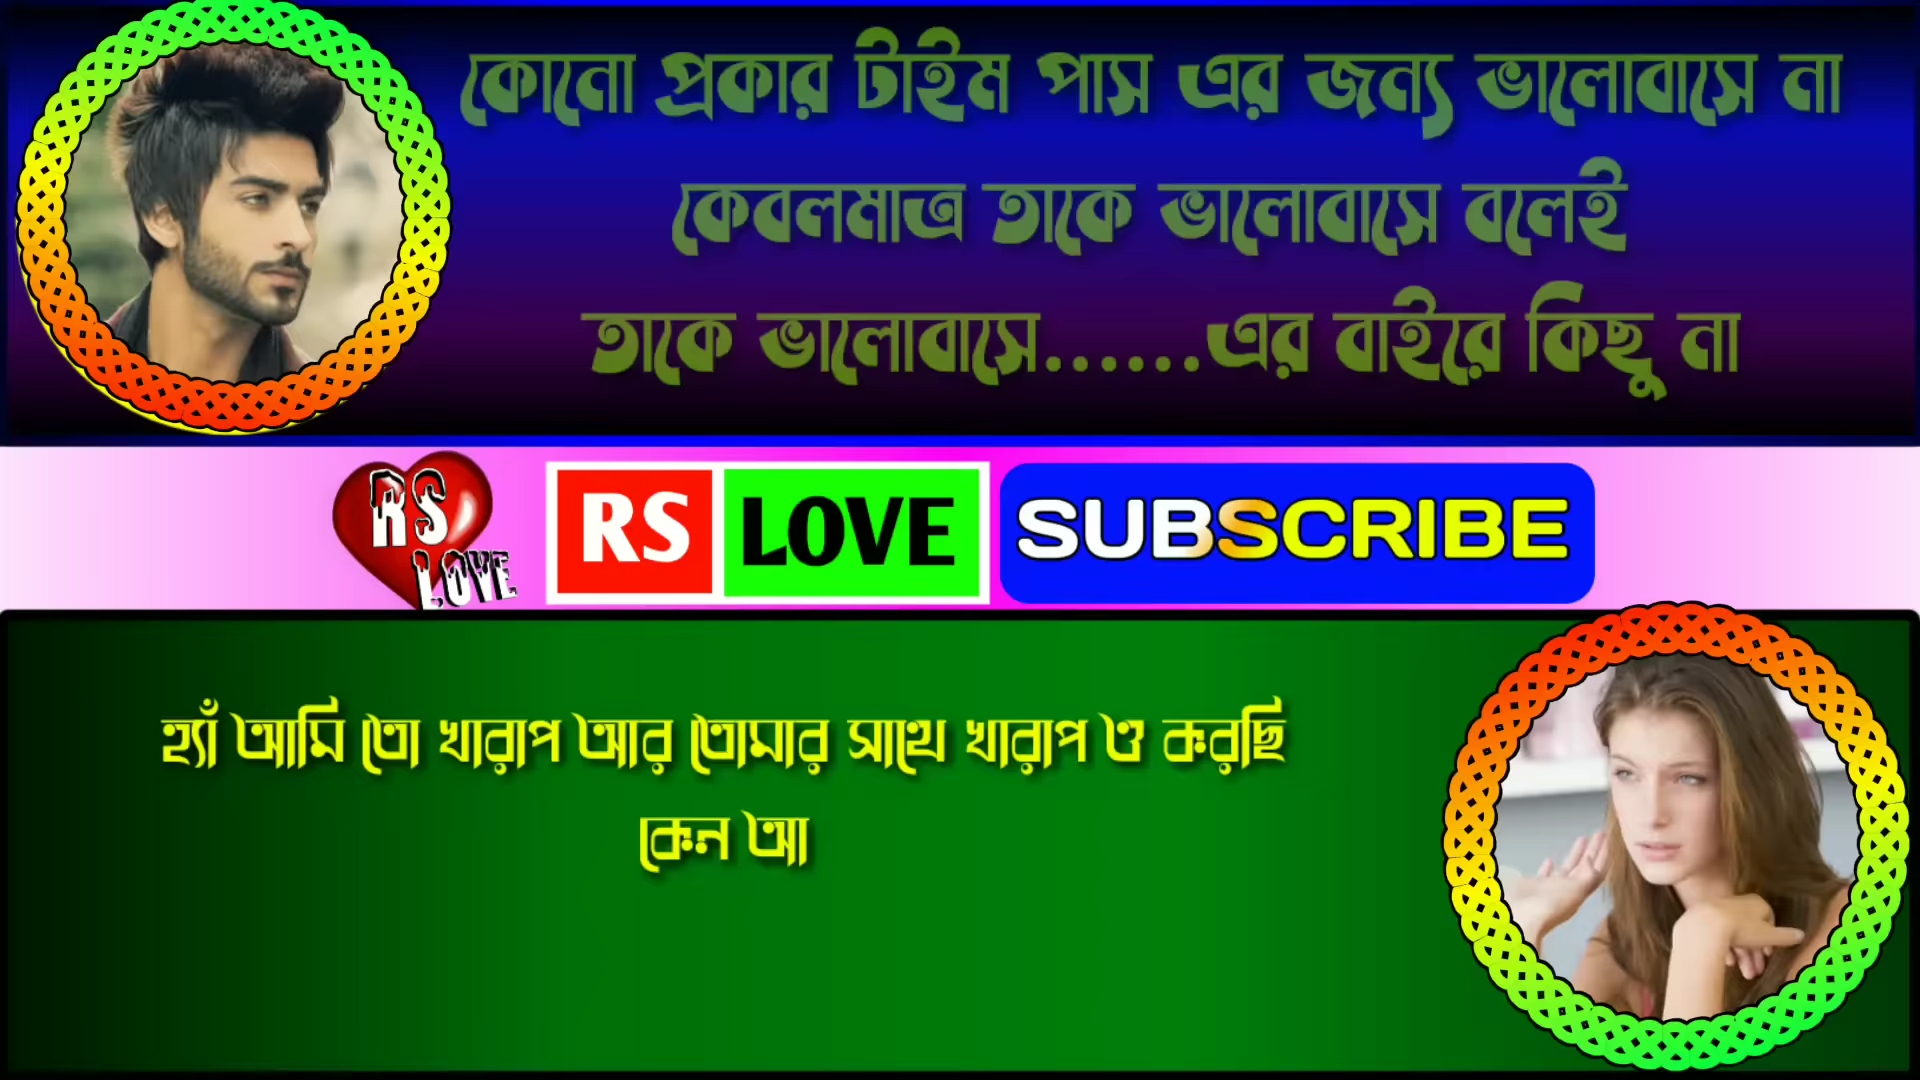 কোনো প্রকার টাইম পাস এর জন্য ভালোবাসে না
কেবলমাত্র তাকে ভালোবাসে বলেই
তাকে ভালোবাসে......এর বাইরে কিছু না
RS
LOVE
RS LOVE SUBSCRIBE
হ্যাঁ আমি তো খারাপ আর তোমার সাথে খারাপ ও করছি
কেন আ